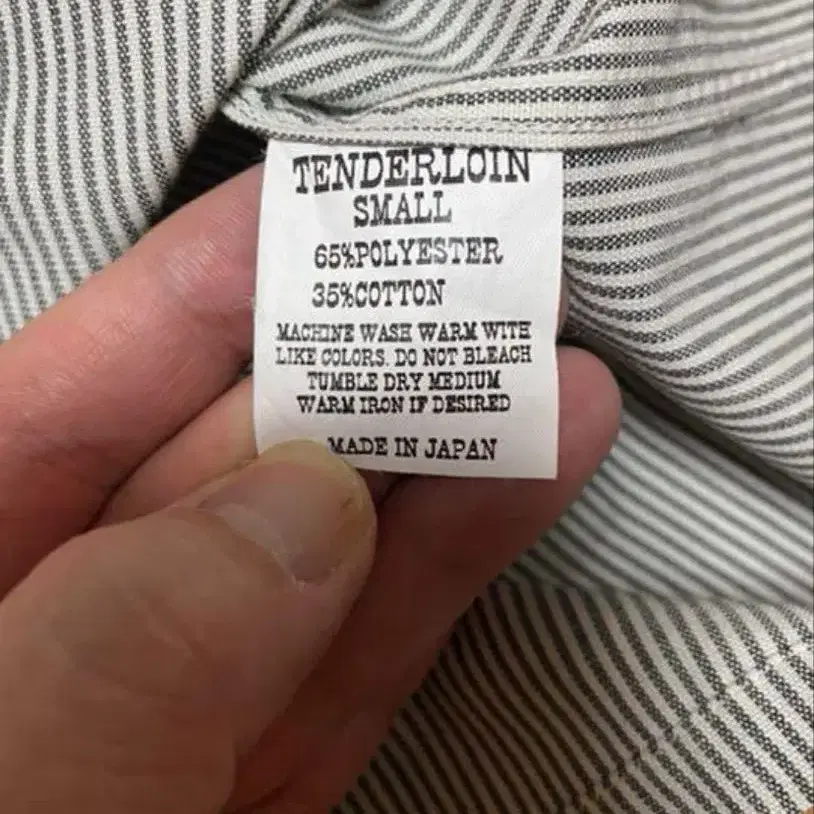 TENDERLOIN
SMALL
65%POLYESTER
35%COTTON
MACHINE WASH WARM WITH
LIKE COLORS. DO NOT BLEACH
TUMBLE DRY MEDIUM
WARM IRON IF DESIRED
MADE IN JAPAN